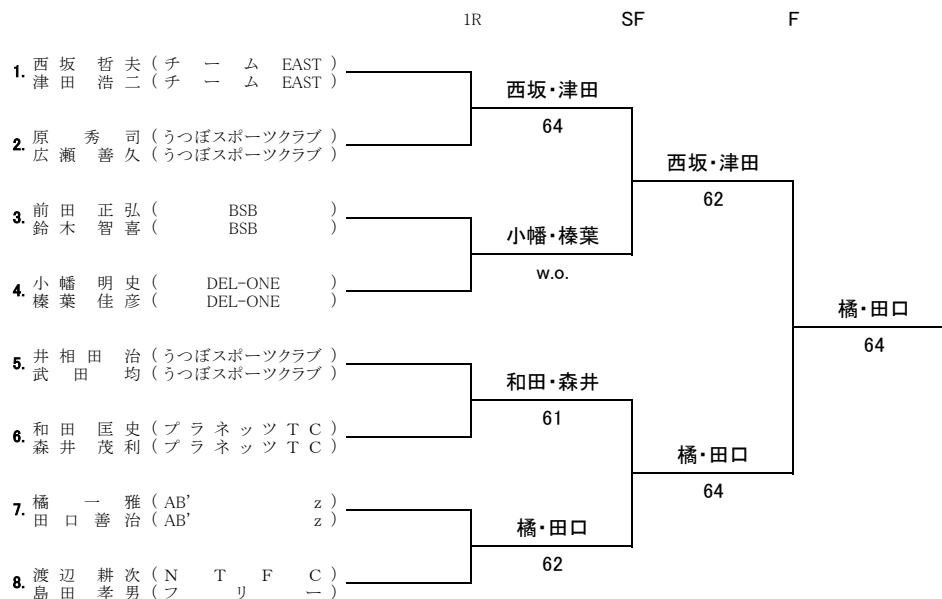 1R SF F
1. 西坂 哲夫 (チーム EAST)
津田 浩二 (チーム EAST)
西坂・津田
64
2. 原 秀司 (うつぼスポーツクラブ)
広瀬 善久 (うつぼスポーツクラブ)
西坂・津田
62
3. 前田 正弘 ( BSB )
鈴木 智喜 ( BSB )
小幡・榛葉
w.o.
4. 小幡 明史 ( DEL-ONE )
榛葉 佳彦 ( DEL-ONE )
橘・田口
64
5. 井相田 治 (うつぼスポーツクラブ)
武田 均 (うつぼスポーツクラブ)
和田・森井
61
6. 和田 匡史 (プラネッツTC)
森井 茂利 (プラネッツTC)
橘・田口
64
7. 橘 一雅 (AB' z)
田口 善治 (AB' z)
橘・田口
62
8. 渡辺 耕次 (NTFC)
島田 孝男 (フリー)